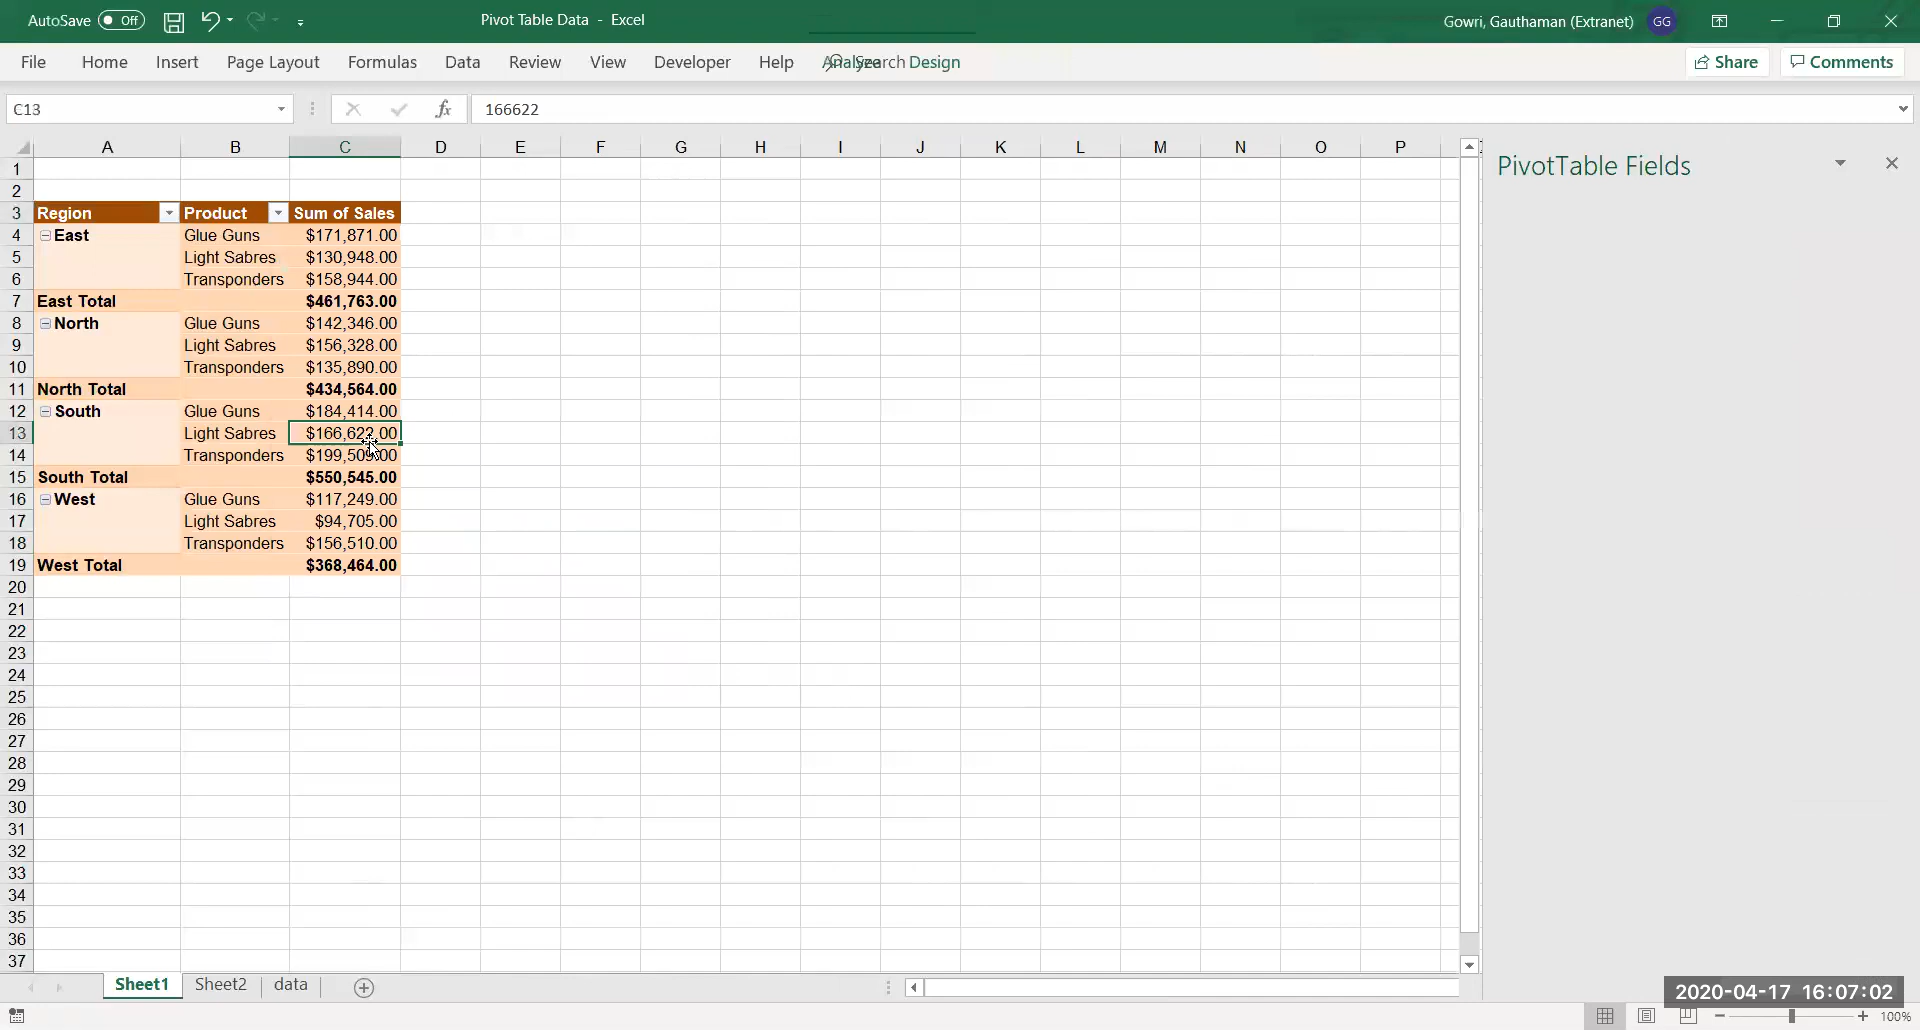 AutoSave Off Pivot Table Data - Excel Gowri, Gauthaman (Extranet) GG
File Home Insert Page Layout Formulas Data Review View Developer Help Analyze Search Design Share Comments
C13 fx 166622
A B C D E F G H I J K L M N O P
PivotTable Fields
1
2
3 Region Product Sum of Sales
4 East Glue Guns $171,871.00
5 Light Sabres $130,948.00
6 Transponders $158,944.00
7 East Total $461,763.00
8 North Glue Guns $142,346.00
9 Light Sabres $156,328.00
10 Transponders $135,890.00
11 North Total $434,564.00
12 South Glue Guns $184,414.00
13 Light Sabres $166,622.00
14 Transponders $199,509.00
15 South Total $550,545.00
16 West Glue Guns $117,249.00
17 Light Sabres $94,705.00
18 Transponders $156,510.00
19 West Total $368,464.00
20
21
22
23
24
25
26
27
28
29
30
31
32
33
34
35
36
37
Sheet1 Sheet2 data
2020-04-17 16:07:02
100%